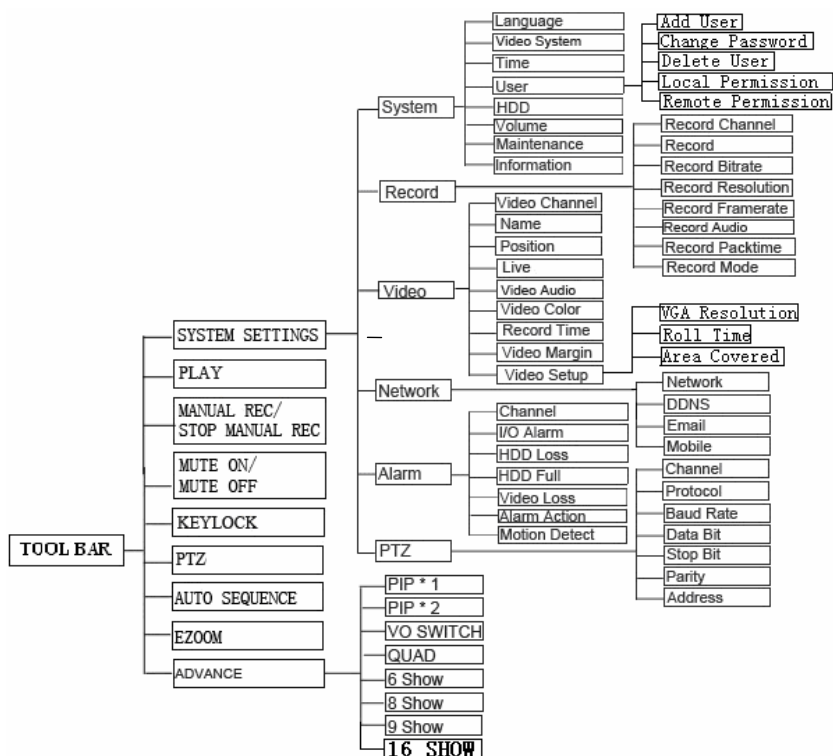 TOOL BAR
SYSTEM SETTINGS
PLAY
MANUAL REC/
STOP MANUAL REC
MUTE ON/
MUTE OFF
KEYLOCK
PTZ
AUTO SEQUENCE
EZOOM
ADVANCE
System
Record
Video
Network
Alarm
PTZ
Language
Video System
Time
User
HDD
Volume
Maintenance
Information
Add User
Change Password
Delete User
Local Permission
Remote Permission
Record Channel
Record
Record Bitrate
Record Resolution
Record Framerate
Record Audio
Record Packtime
Record Mode
Video Channel
Name
Position
Live
Video Audio
Video Color
Record Time
Video Margin
Video Setup
VGA Resolution
Roll Time
Area Covered
Network
DDNS
Email
Mobile
Channel
I/O Alarm
HDD Loss
HDD Full
Video Loss
Alarm Action
Motion Detect
Channel
Protocol
Baud Rate
Data Bit
Stop Bit
Parity
Address
PIP * 1
PIP * 2
VO SWITCH
QUAD
6 Show
8 Show
9 Show
16 SHOW